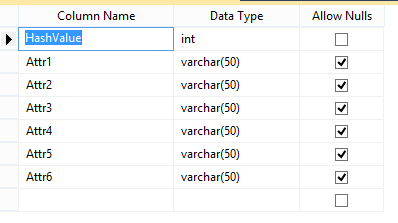 Column Name Data Type Allow Nulls
HashValue int
Attr1 varchar(50)
Attr2 varchar(50)
Attr3 varchar(50)
Attr4 varchar(50)
Attr5 varchar(50)
Attr6 varchar(50)